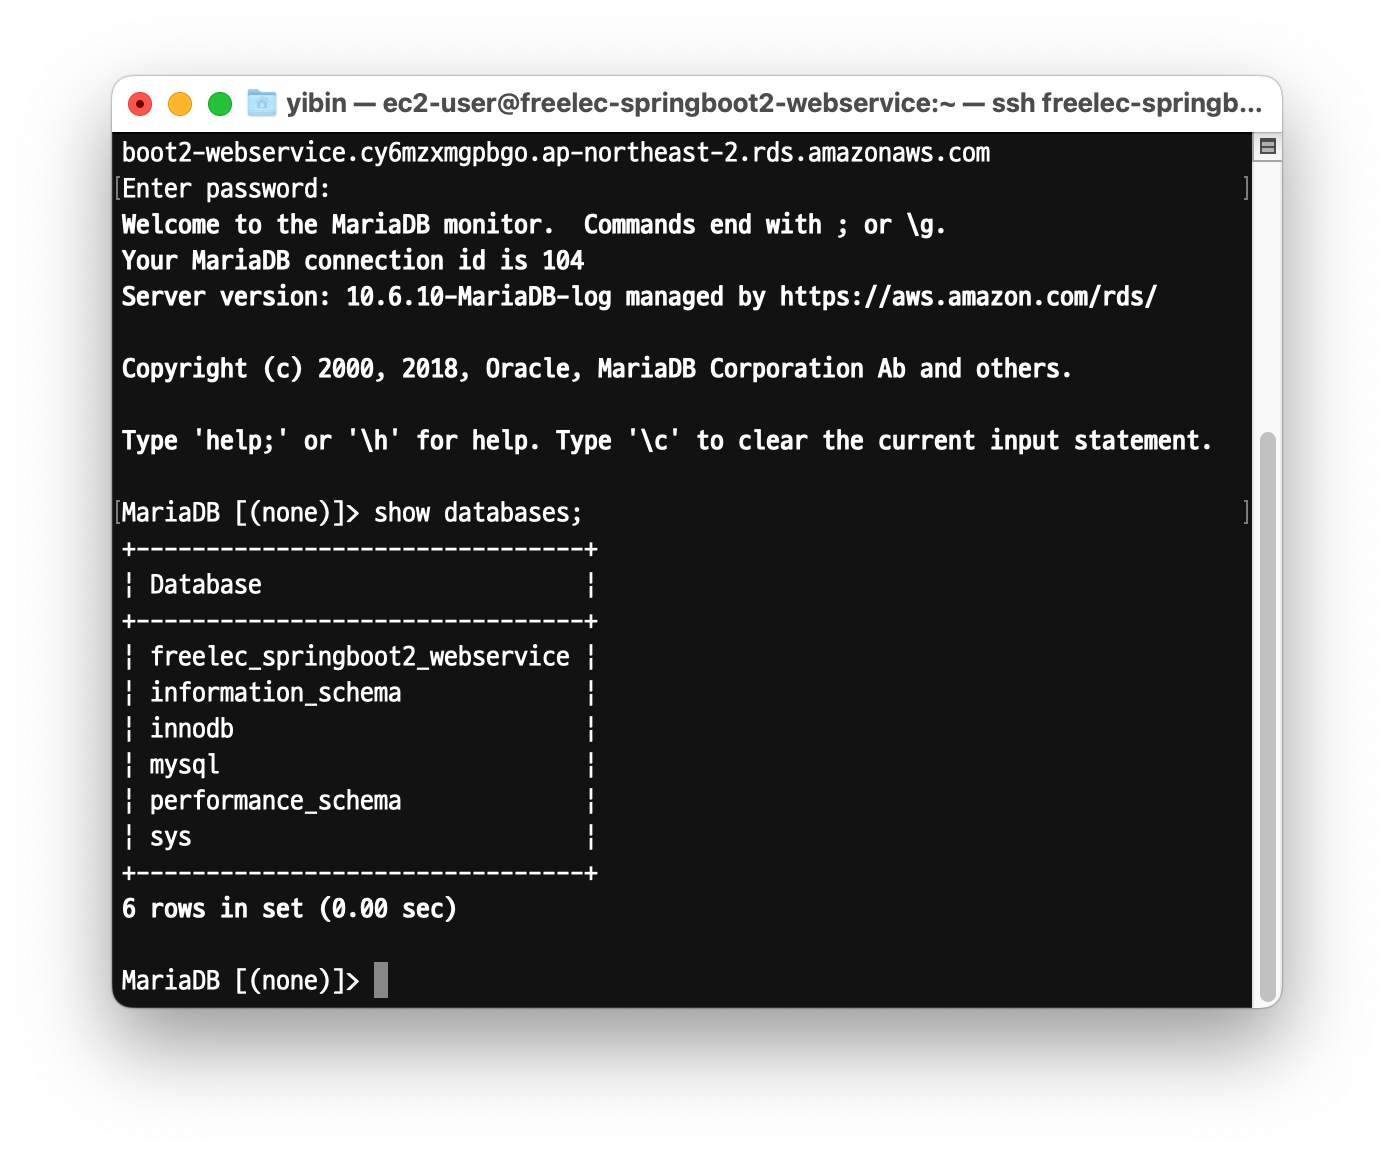 yibin — ec2-user@freelec-springboot2-webservice:~ — ssh freelec-springb...
boot2-webservice.cy6mzxmgpbgo.ap-northeast-2.rds.amazonaws.com
[Enter password: ]
Welcome to the MariaDB monitor.  Commands end with ; or \g.
Your MariaDB connection id is 104
Server version: 10.6.10-MariaDB-log managed by https://aws.amazon.com/rds/
Copyright (c) 2000, 2018, Oracle, MariaDB Corporation Ab and others.
Type 'help;' or '\h' for help. Type '\c' to clear the current input statement.
[MariaDB [(none)]> show databases; ]
+--------------------------------+
| Database                       |
+--------------------------------+
| freelec_springboot2_webservice |
| information_schema             |
| innodb                         |
| mysql                          |
| performance_schema             |
| sys                            |
+--------------------------------+
6 rows in set (0.00 sec)
MariaDB [(none)]>